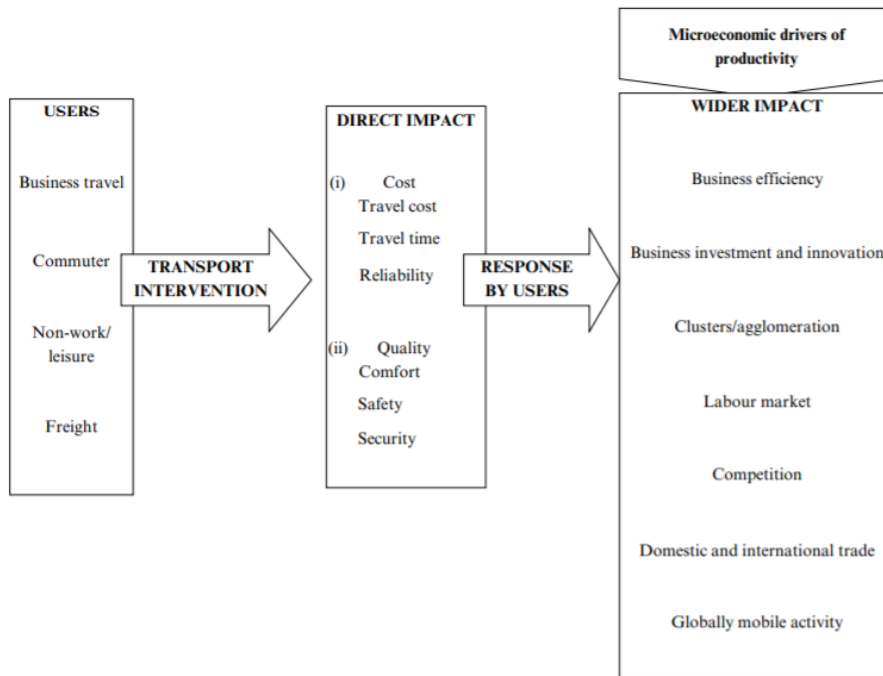 Microeconomic drivers of
productivity
USERS
Business travel
Commuter
Non-work/
leisure
Freight
TRANSPORT
INTERVENTION
DIRECT IMPACT
(i) Cost
Travel cost
Travel time
Reliability
(ii) Quality
Comfort
Safety
Security
RESPONSE
BY USERS
WIDER IMPACT
Business efficiency
Business investment and innovation
Clusters/agglomeration
Labour market
Competition
Domestic and international trade
Globally mobile activity